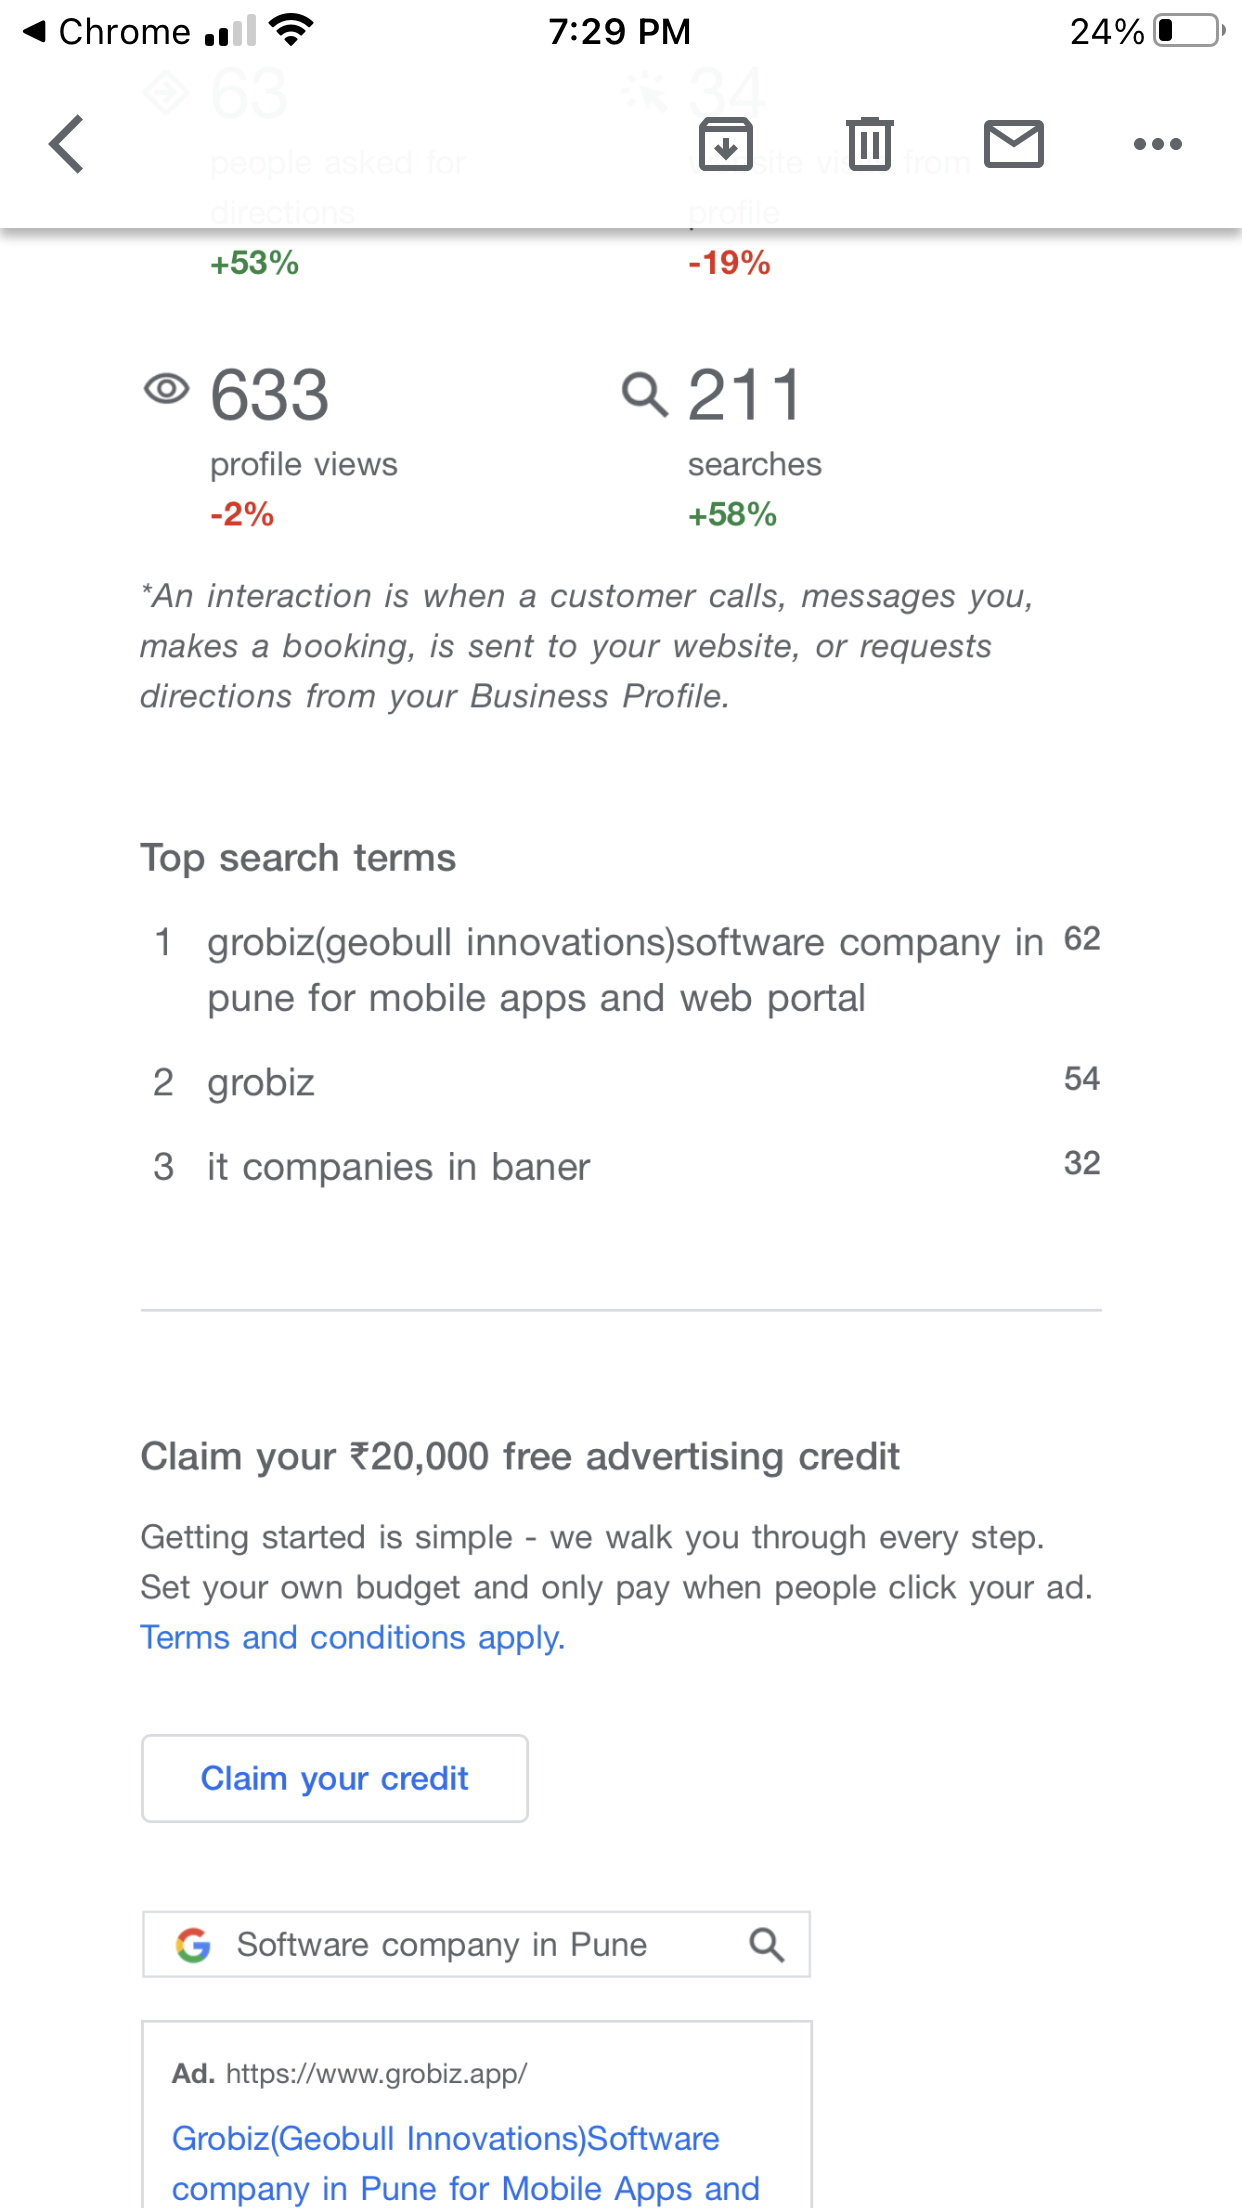 Chrome 7:29 PM 24%
63 34
people asked for website visits from
directions profile
+53% -19%
633 211
profile views searches
-2% +58%
*An interaction is when a customer calls, messages you,
makes a booking, is sent to your website, or requests
directions from your Business Profile.
Top search terms
1 grobiz(geobull innovations)software company in 62
pune for mobile apps and web portal
2 grobiz 54
3 it companies in baner 32
Claim your ₹20,000 free advertising credit
Getting started is simple - we walk you through every step.
Set your own budget and only pay when people click your ad.
Terms and conditions apply.
Claim your credit
G Software company in Pune
Ad. https://www.grobiz.app/
Grobiz(Geobull Innovations)Software
company in Pune for Mobile Apps and